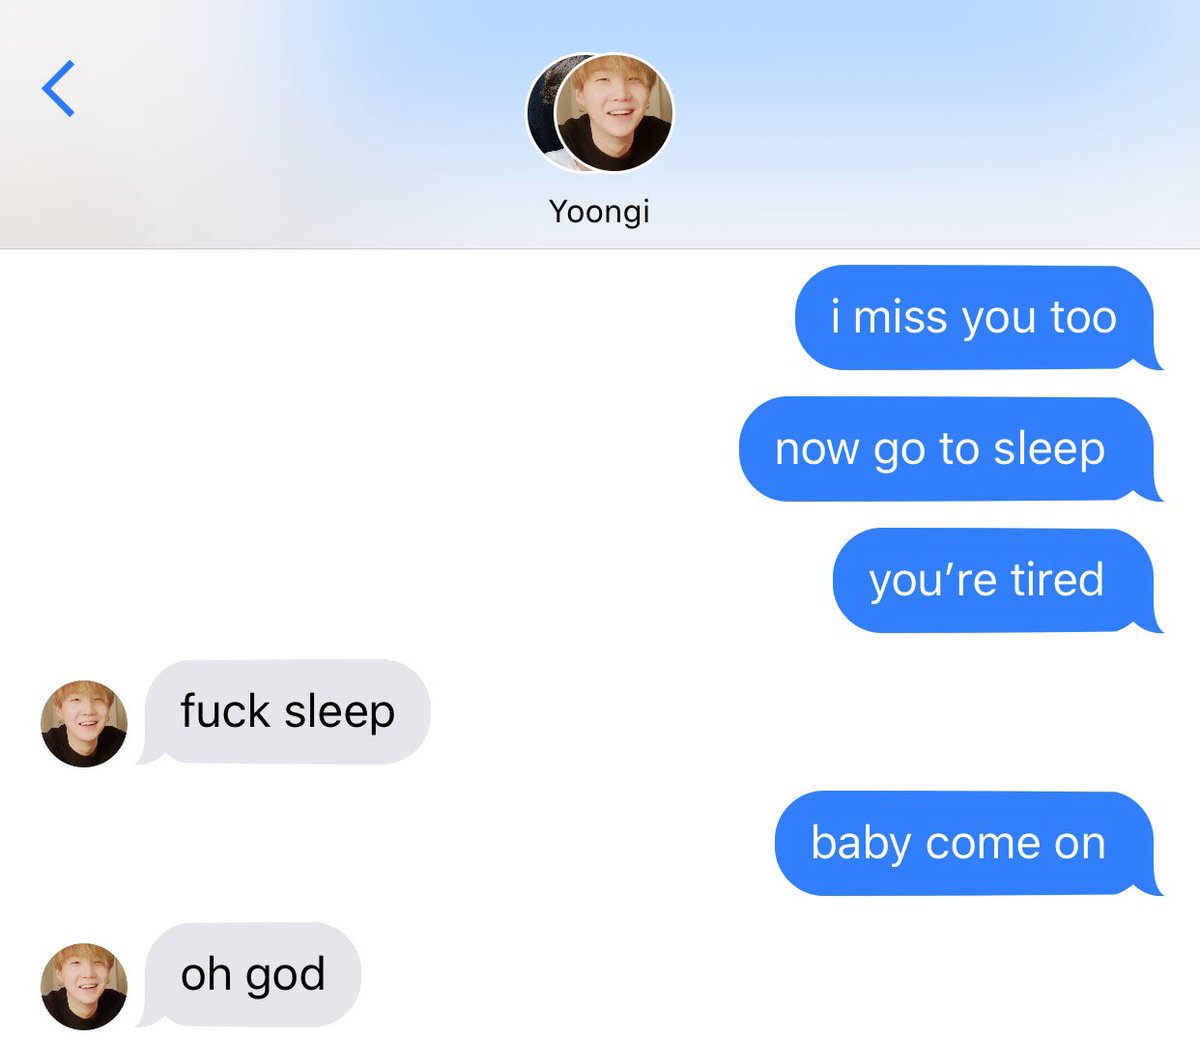 Yoongi
i miss you too
now go to sleep
you’re tired
fuck sleep
baby come on
oh god